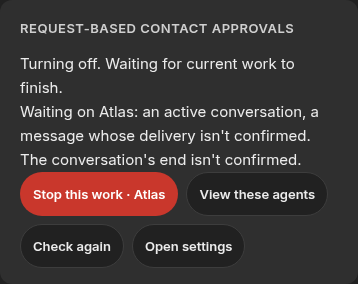 REQUEST-BASED CONTACT APPROVALS
Turning off. Waiting for current work to
finish.
Waiting on Atlas: an active conversation, a
message whose delivery isn't confirmed.
The conversation's end isn't confirmed.
Stop this work · Atlas
View these agents
Check again
Open settings